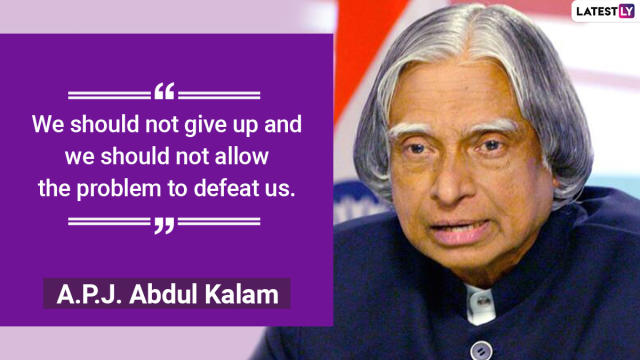 LATESTLY
“
We should not give up and
we should not allow
the problem to defeat us.
”
A.P.J. Abdul Kalam